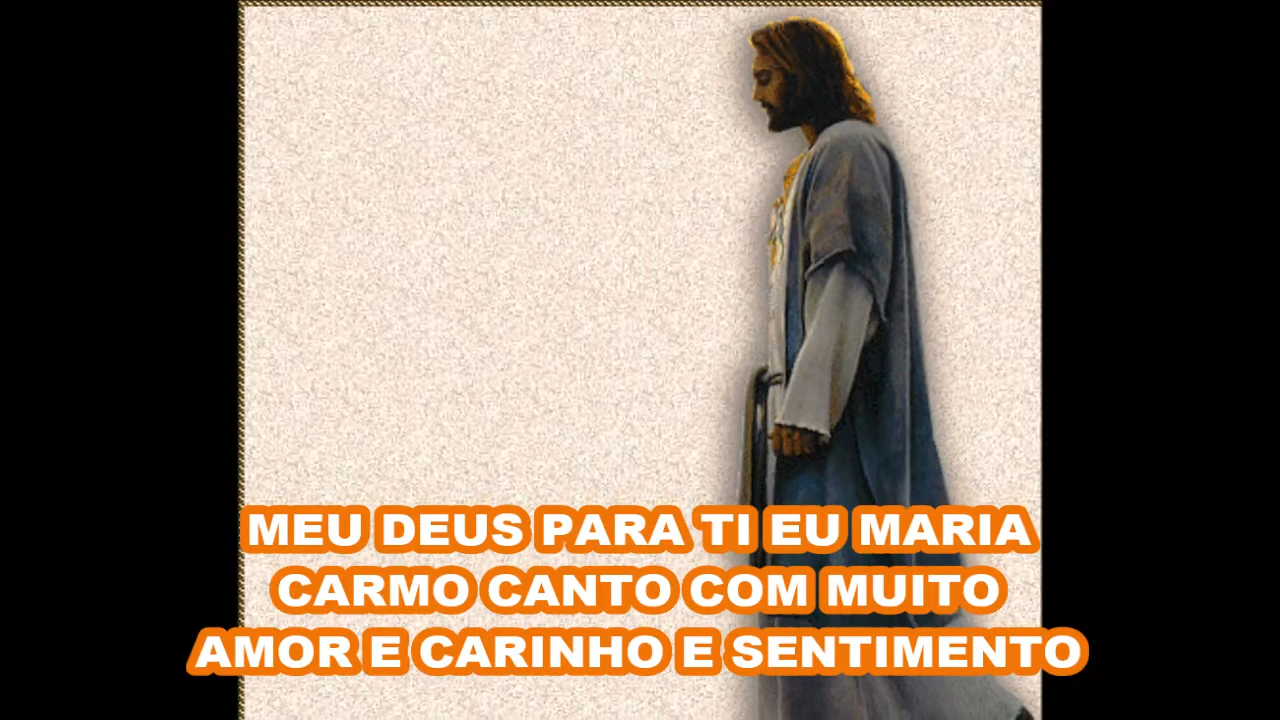 MEU DEUS PARA TI EU MARIA
CARMO CANTO COM MUITO
AMOR E CARINHO E SENTIMENTO